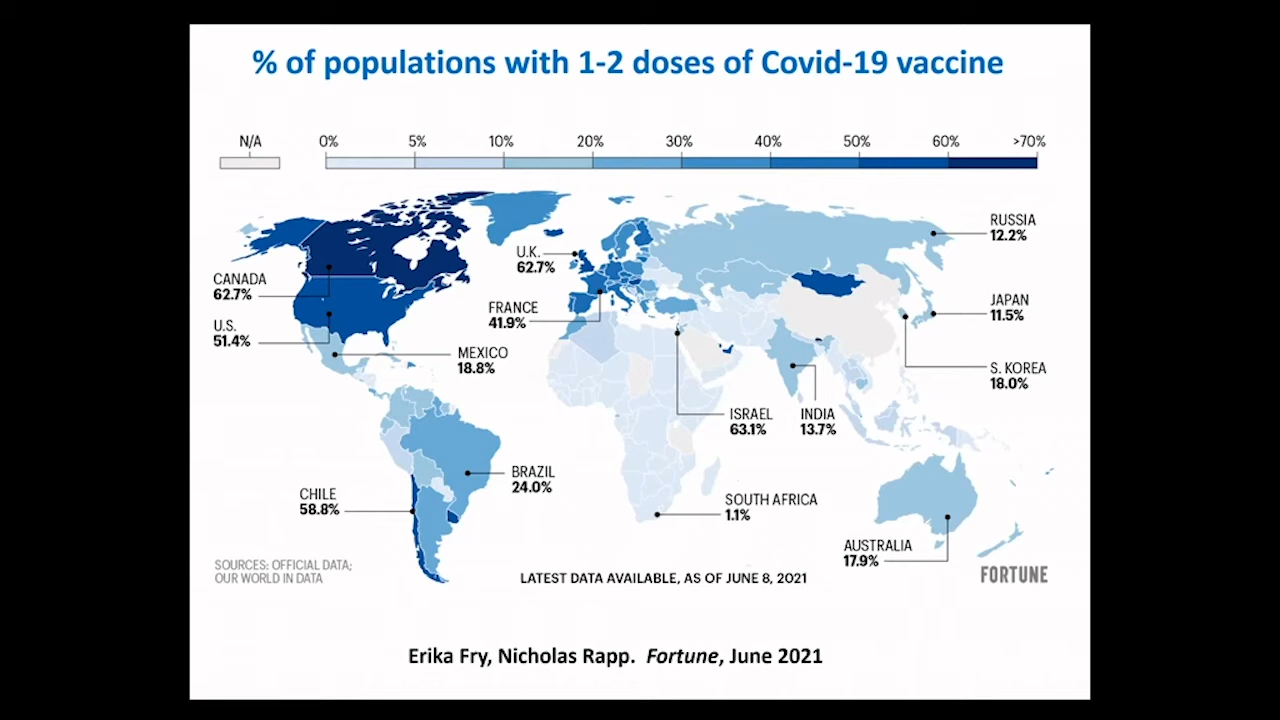 % of populations with 1-2 doses of Covid-19 vaccine
N/A 0% 5% 10% 20% 30% 40% 50% 60% >70%
RUSSIA
12.2%
U.K.
62.7%
CANADA
62.7%
JAPAN
11.5%
FRANCE
41.9%
U.S.
51.4%
MEXICO
18.8%
S. KOREA
18.0%
ISRAEL
63.1%
INDIA
13.7%
BRAZIL
24.0%
CHILE
58.8%
SOUTH AFRICA
1.1%
AUSTRALIA
17.9%
SOURCES: OFFICIAL DATA;
OUR WORLD IN DATA
LATEST DATA AVAILABLE, AS OF JUNE 8, 2021
FORTUNE
Erika Fry, Nicholas Rapp. Fortune, June 2021